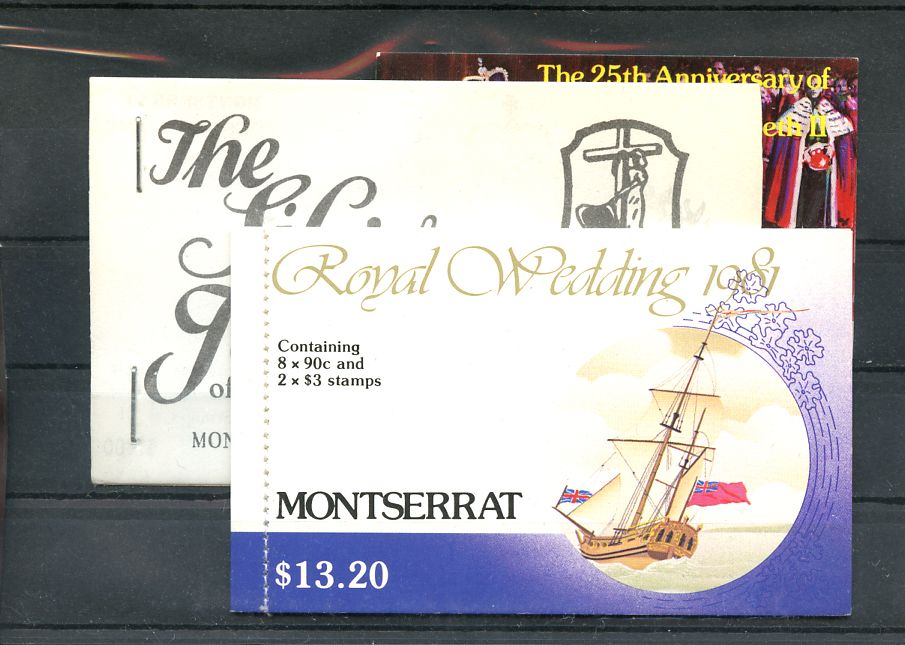 The 25th Anniversary of
eth II
The
of
MON
Royal Wedding 1981
Containing
8 x 90c and
2 x $3 stamps
MONTSERRAT
$13.20